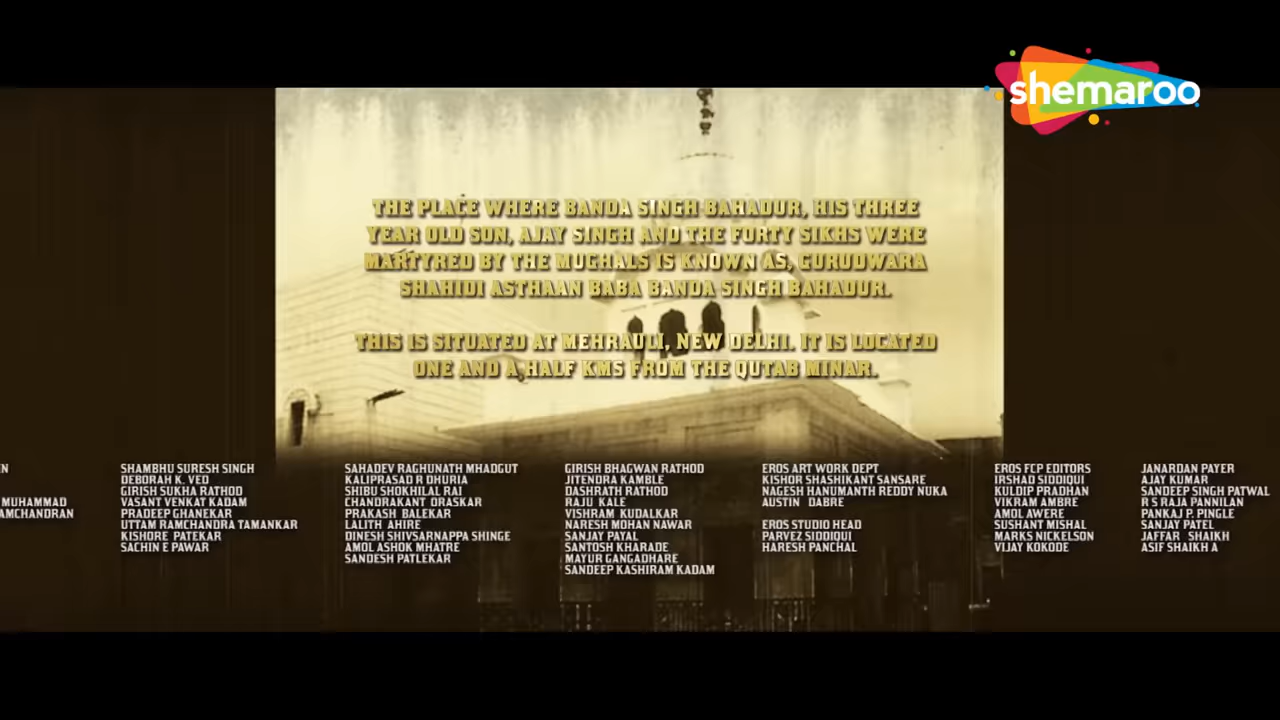 shemaroo
THE PLACE WHERE BANDA SINGH BAHADUR, HIS THREE
YEAR OLD SON, AJAY SINGH AND THE FORTY SIKHS WERE
MARTYRED BY THE MUGHALS IS KNOWN AS, GURUDWARA
SHAHIDI ASTHAAN BABA BANDA SINGH BAHADUR.
THIS IS SITUATED AT MEHRAULI, NEW DELHI. IT IS LOCATED
ONE AND A HALF KMS FROM THE QUTAB MINAR.
MUHAMMAD
SHAMBHU SURESH SINGH
DEBORAH K. VED
GIRISH SUKHA RATHOD
VASANT VENKAT KADAM
PRADEEP GHANEKAR
UTTAM RAMCHANDRA TAMANKAR
KISHORE PATEKAR
SACHIN E PAWAR
SAHADEV RAGHUNATH MHADGUT
KALIPRASAD R DHURIA
SHIBU SHOKHILAL RAI
CHANDRAKANT ORASKAR
PRAKASH BALEKAR
LALITH AHIRE
DINESH SHIVSARNAPPA SHINGE
AMOL ASHOK MHATRE
SANDESH PATLEKAR
GIRISH BHAGWAN RATHOD
JITENDRA KAMBLE
DASHRATH RATHOD
RAJU KALE
VISHRAM KUDALKAR
NARESH MOHAN NAWAR
SANJAY PAYAL
SANTOSH KHARADE
MAYUR GANGADHARE
SANDEEP KASHIRAM KADAM
EROS ART WORK DEPT
KISHOR SHASHIKANT SANSARE
NAGESH HANUMANTH REDDY NUKA
AUSTIN DABRE
EROS STUDIO HEAD
PARVEZ SIDDIQUI
HARESH PANCHAL
EROS FCP EDITORS
IRSHAD SIDDIQUI
KULDIP PRADHAN
VIKRAM AMBRE
AMOL AWERE
SUSHANT MISHAL
MARKS NICKELSON
VIJAY KOKODE
JANARDAN PAYER
AJAY KUMAR
SANDEEP SINGH PATWAL
R S RAJA PANNILAN
PANKAJ P. PINGLE
SANJAY PATEL
JAFFAR SHAIKH
ASIF SHAIKH A